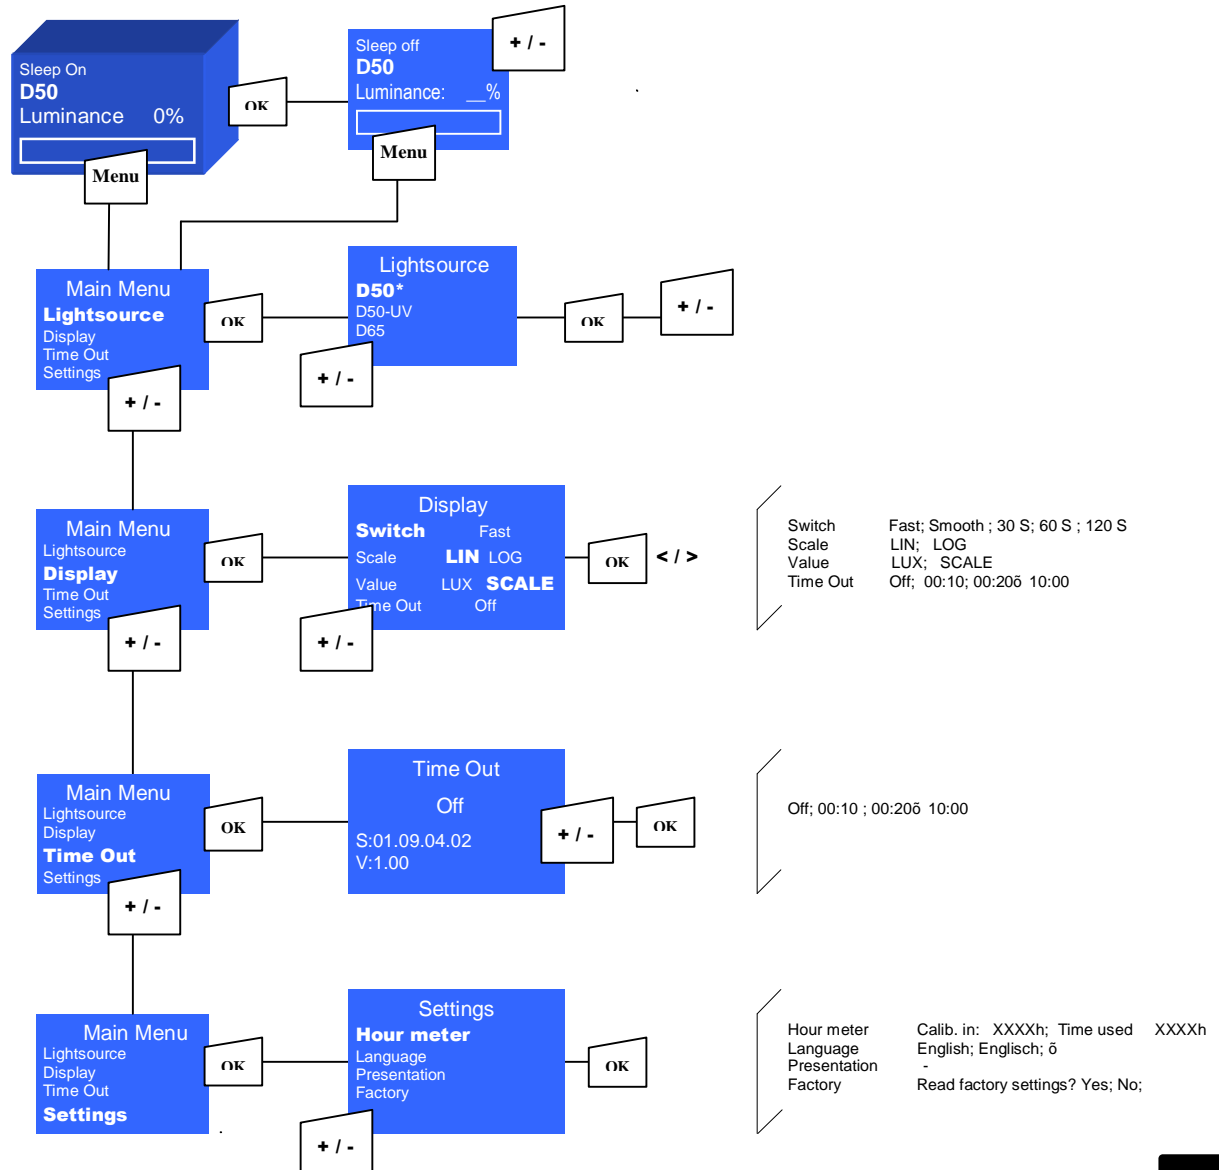 Sleep On
D50
Luminance 0%
Menu
OK
Sleep off
D50
Luminance: __%
Menu
+ / -
Main Menu
Lightsource
Display
Time Out
Settings
+ / -
OK
Lightsource
D50*
D50-UV
D65
+ / -
OK
+ / -
Main Menu
Lightsource
Display
Time Out
Settings
+ / -
OK
Display
Switch Fast
Scale LIN LOG
Value LUX SCALE
Time Out Off
+ / -
OK
< / >
Switch Fast; Smooth ; 30 S; 60 S ; 120 S
Scale LIN; LOG
Value LUX; SCALE
Time Out Off; 00:10; 00:20õ 10:00
Main Menu
Lightsource
Display
Time Out
Settings
+ / -
OK
Time Out
Off
S:01.09.04.02
V:1.00
+ / -
OK
Off; 00:10 ; 00:20õ 10:00
Main Menu
Lightsource
Display
Time Out
Settings
OK
Settings
Hour meter
Language
Presentation
Factory
+ / -
OK
Hour meter Calib. in: XXXXh; Time used XXXXh
Language English; Englisch; õ
Presentation -
Factory Read factory settings? Yes; No;